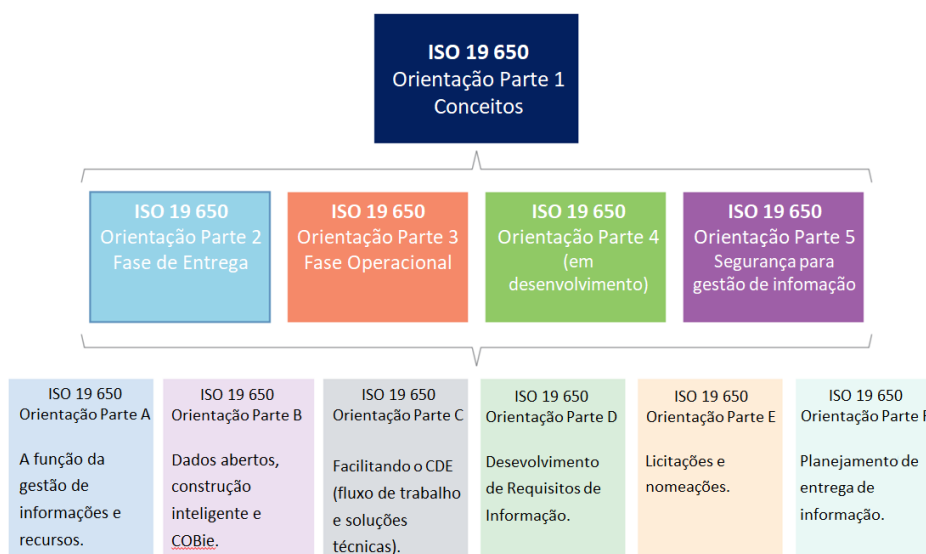 ISO 19 650
Orientação Parte 1
Conceitos
ISO 19 650
Orientação Parte 2
Fase de Entrega
ISO 19 650
Orientação Parte 3
Fase Operacional
ISO 19 650
Orientação Parte 4
(em
desenvolvimento)
ISO 19 650
Orientação Parte 5
Segurança para
gestão de infomação
ISO 19 650
Orientação Parte A
A função da
gestão de
informações e
recursos.
ISO 19 650
Orientação Parte B
Dados abertos,
construção
inteligente e
COBie.
ISO 19 650
Orientação Parte C
Facilitando o CDE
(fluxo de trabalho
e soluções
técnicas).
ISO 19 650
Orientação Parte D
Desevolvimento
de Requisitos de
Informação.
ISO 19 650
Orientação Parte E
Licitações e
nomeações.
ISO 19 650
Orientação Parte F
Planejamento de
entrega de
informação.